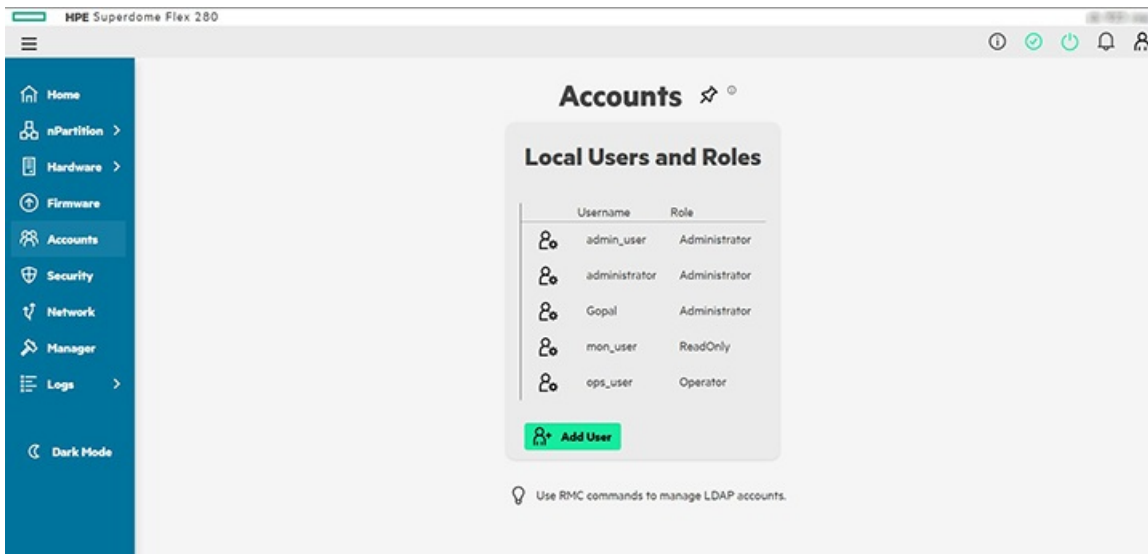 HPE Superdome Flex 280
Accounts
Home
nPartition
Hardware
Firmware
Accounts
Security
Network
Manager
Logs
Dark Mode
Local Users and Roles
Username Role
admin_user Administrator
administrator Administrator
Gopal Administrator
mon_user ReadOnly
ops_user Operator
Add User
Use RMC commands to manage LDAP accounts.